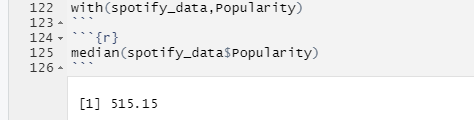 122 with(spotify_data,Popularity)
123 ```
124 ```{r}
125 median(spotify_data$Popularity)
126 ```
[1] 515.15